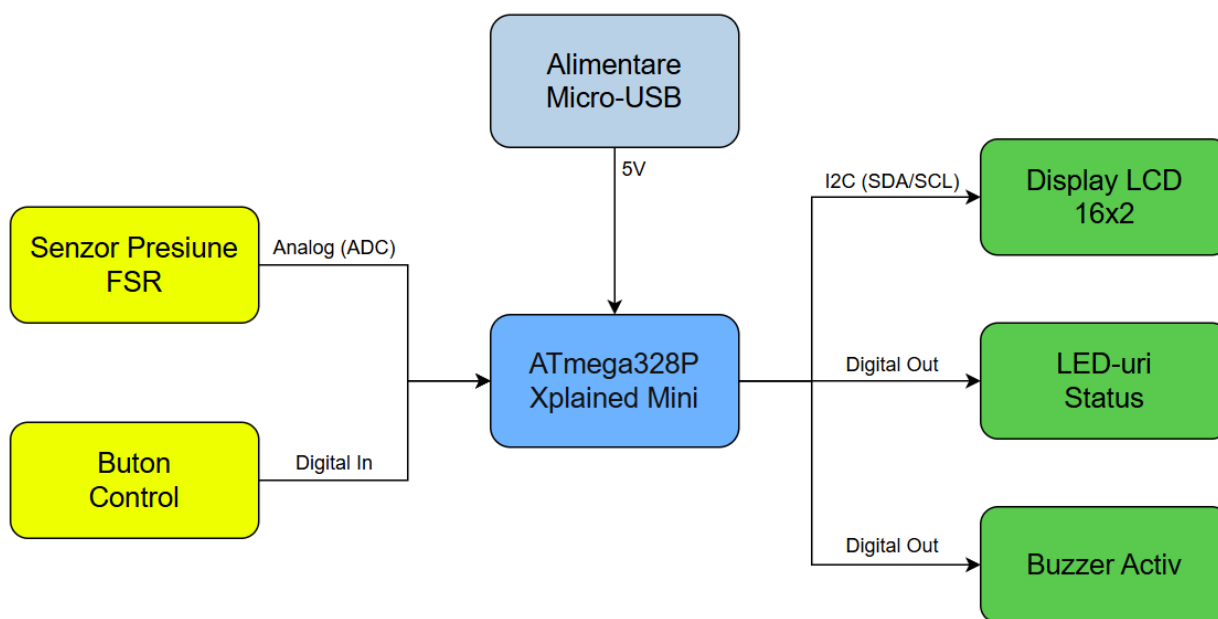 Alimentare
Micro-USB
5V
I2C (SDA/SCL)
Display LCD
16x2
Senzor Presiune
FSR
Analog (ADC)
ATmega328P
Xplained Mini
Digital Out
LED-uri
Status
Buton
Control
Digital In
Digital Out
Buzzer Activ